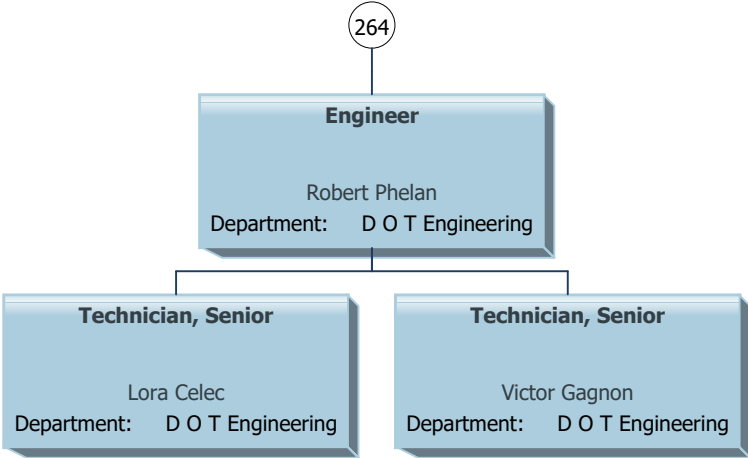 264
Engineer
Robert Phelan
Department: D O T Engineering
Technician, Senior
Lora Celec
Department: D O T Engineering
Technician, Senior
Victor Gagnon
Department: D O T Engineering